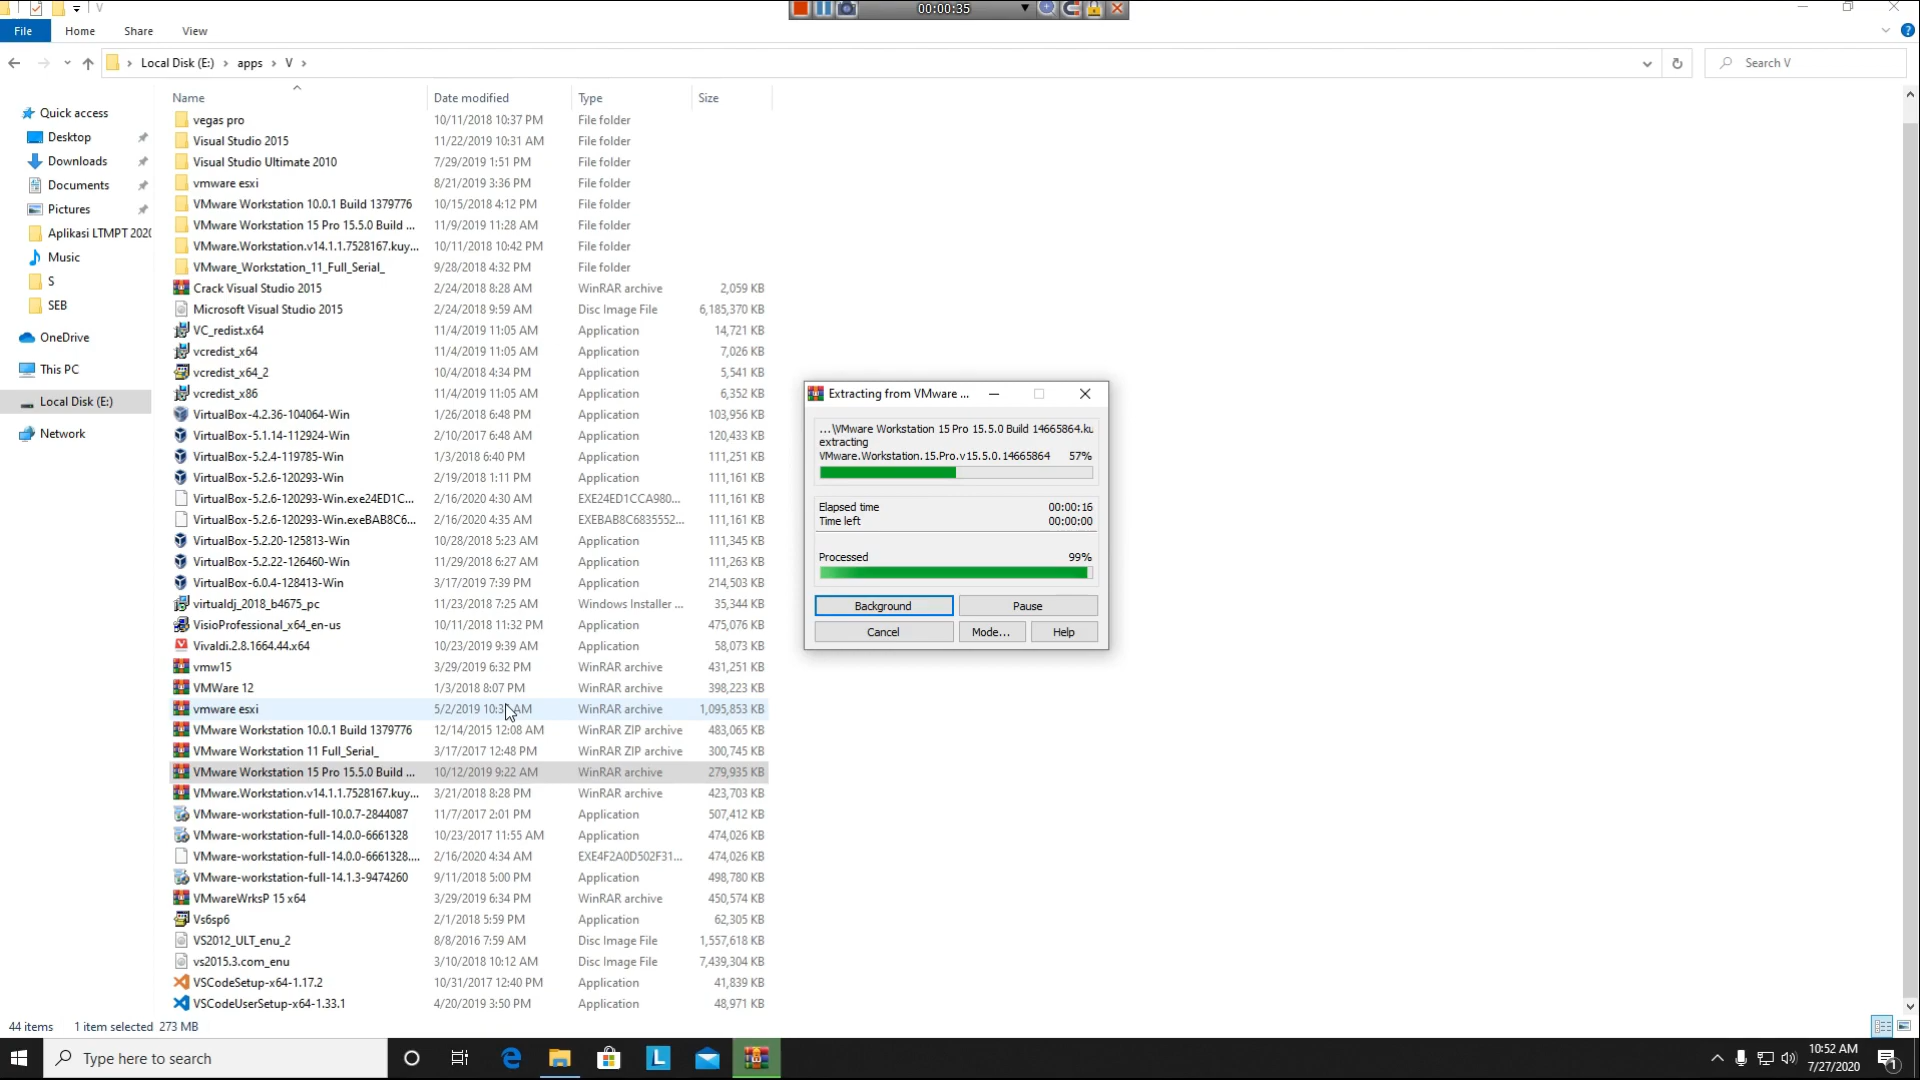 V
00:00:35
File Home Share View
Local Disk (E:) > apps > V >
Search V
Name Date modified Type Size
Quick access
Desktop
Downloads
Documents
Pictures
Aplikasi LTMPT 2020
Music
S
SEB
OneDrive
This PC
Local Disk (E:)
Network
vegas pro 10/11/2018 10:37 PM File folder
Visual Studio 2015 11/22/2019 10:31 AM File folder
Visual Studio Ultimate 2010 7/29/2019 1:51 PM File folder
vmware esxi 8/21/2019 3:36 PM File folder
VMware Workstation 10.0.1 Build 1379776 10/15/2018 4:12 PM File folder
VMware Workstation 15 Pro 15.5.0 Build ... 11/9/2019 11:28 AM File folder
VMware.Workstation.v14.1.1.7528167.kuy... 10/11/2018 10:42 PM File folder
VMware_Workstation_11_Full_Serial_ 9/28/2018 4:32 PM File folder
Crack Visual Studio 2015 2/24/2018 8:28 AM WinRAR archive 2,059 KB
Microsoft Visual Studio 2015 2/24/2018 9:59 AM Disc Image File 6,185,370 KB
VC_redist.x64 11/4/2019 11:05 AM Application 14,721 KB
vcredist_x64 11/4/2019 11:05 AM Application 7,026 KB
vcredist_x64_2 10/4/2018 4:34 PM Application 5,541 KB
vcredist_x86 11/4/2019 11:05 AM Application 6,352 KB
VirtualBox-4.2.36-104064-Win 1/26/2018 6:48 PM Application 103,956 KB
VirtualBox-5.1.14-112924-Win 2/10/2017 6:48 AM Application 120,433 KB
VirtualBox-5.2.4-119785-Win 1/3/2018 6:40 PM Application 111,251 KB
VirtualBox-5.2.6-120293-Win 2/19/2018 1:11 PM Application 111,161 KB
VirtualBox-5.2.6-120293-Win.exe24ED1C... 2/16/2020 4:30 AM EXE24ED1CCA980... 111,161 KB
VirtualBox-5.2.6-120293-Win.exeBAB8C6... 2/16/2020 4:35 AM EXEBAB8C6835552... 111,161 KB
VirtualBox-5.2.20-125813-Win 10/28/2018 5:23 AM Application 111,345 KB
VirtualBox-5.2.22-126460-Win 11/29/2018 6:27 AM Application 111,263 KB
VirtualBox-6.0.4-128413-Win 3/17/2019 7:39 PM Application 214,503 KB
virtualdj_2018_b4675_pc 11/23/2018 7:25 AM Windows Installer ... 35,344 KB
VisioProfessional_x64_en-us 10/11/2018 11:32 PM Application 475,076 KB
Vivaldi.2.8.1664.44.x64 10/23/2019 9:39 AM Application 58,073 KB
vmw15 3/29/2019 6:32 PM WinRAR archive 431,251 KB
VMWare 12 1/3/2018 8:07 PM WinRAR archive 398,223 KB
vmware esxi 5/2/2019 10:3 AM WinRAR archive 1,095,853 KB
VMware Workstation 10.0.1 Build 1379776 12/14/2015 12:08 AM WinRAR ZIP archive 483,065 KB
VMware Workstation 11 Full_Serial_ 3/17/2017 12:48 PM WinRAR ZIP archive 300,745 KB
VMware Workstation 15 Pro 15.5.0 Build ... 10/12/2019 9:22 AM WinRAR archive 279,935 KB
VMware.Workstation.v14.1.1.7528167.kuy... 3/21/2018 8:28 PM WinRAR archive 423,703 KB
VMware-workstation-full-10.0.7-2844087 11/7/2017 2:01 PM Application 507,412 KB
VMware-workstation-full-14.0.0-6661328 10/23/2017 11:55 AM Application 474,026 KB
VMware-workstation-full-14.0.0-6661328.... 2/16/2020 4:34 AM EXE4F2A0D502F31... 474,026 KB
VMware-workstation-full-14.1.3-9474260 9/11/2018 5:00 PM Application 498,780 KB
VMwareWrksP 15 x64 3/29/2019 6:34 PM WinRAR archive 450,574 KB
Vs6sp6 2/1/2018 5:59 PM Application 62,305 KB
VS2012_ULT_enu_2 8/8/2016 7:59 AM Disc Image File 1,557,618 KB
vs2015.3.com_enu 3/10/2018 10:12 AM Disc Image File 7,439,304 KB
VSCodeSetup-x64-1.17.2 10/31/2017 12:40 PM Application 41,839 KB
VSCodeUserSetup-x64-1.33.1 4/20/2019 3:50 PM Application 48,971 KB
Extracting from VMware ...
...\VMware Workstation 15 Pro 15.5.0 Build 14665864.ku
extracting
VMware.Workstation.15.Pro.v15.5.0.14665864 57%
Elapsed time 00:00:16
Time left 00:00:00
Processed 99%
Background Pause
Cancel Mode... Help
44 items 1 item selected 273 MB
Type here to search
10:52 AM
7/27/2020
1